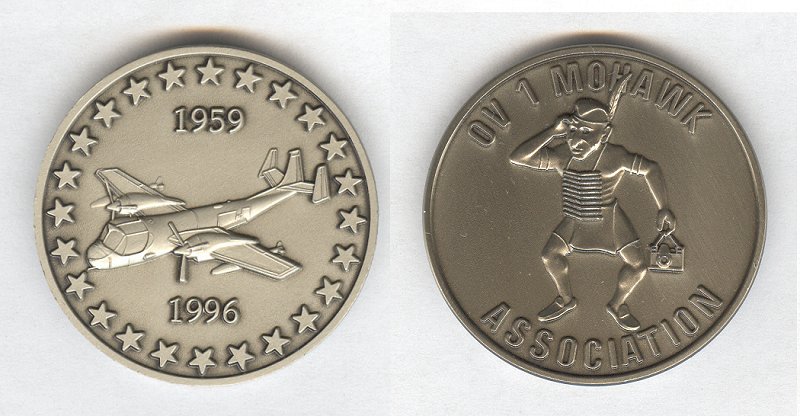 1959
1996
OV 1 MOHAWK
ASSOCIATION